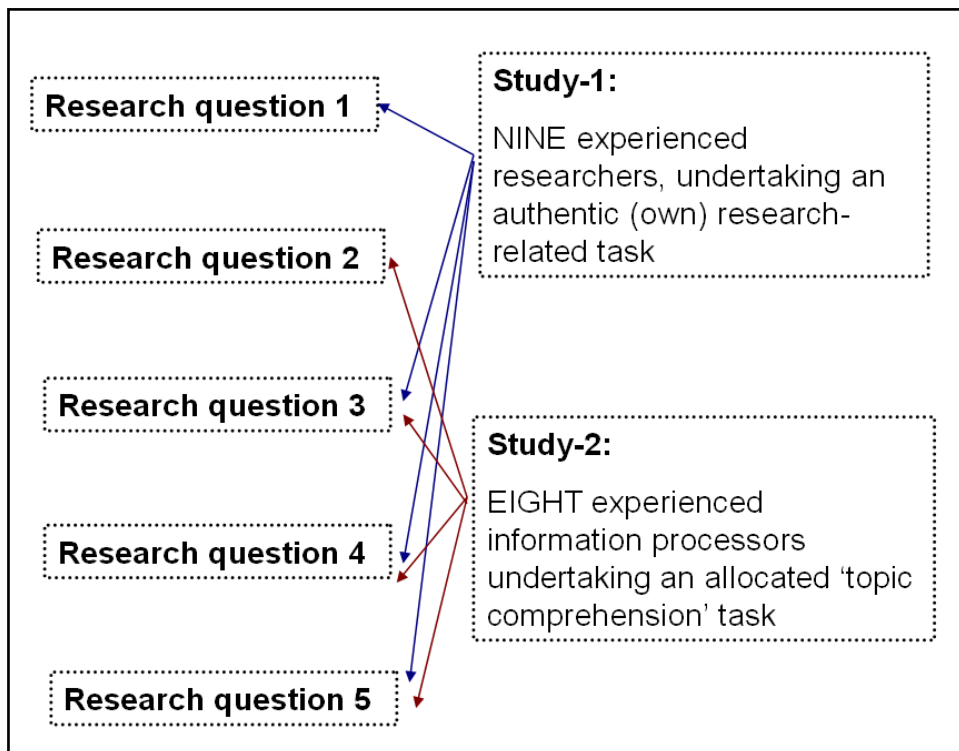 Research question 1
Research question 2
Research question 3
Research question 4
Research question 5
Study-1:
NINE experienced
researchers, undertaking an
authentic (own) research-
related task
Study-2:
EIGHT experienced
information processors
undertaking an allocated ‘topic
comprehension’ task